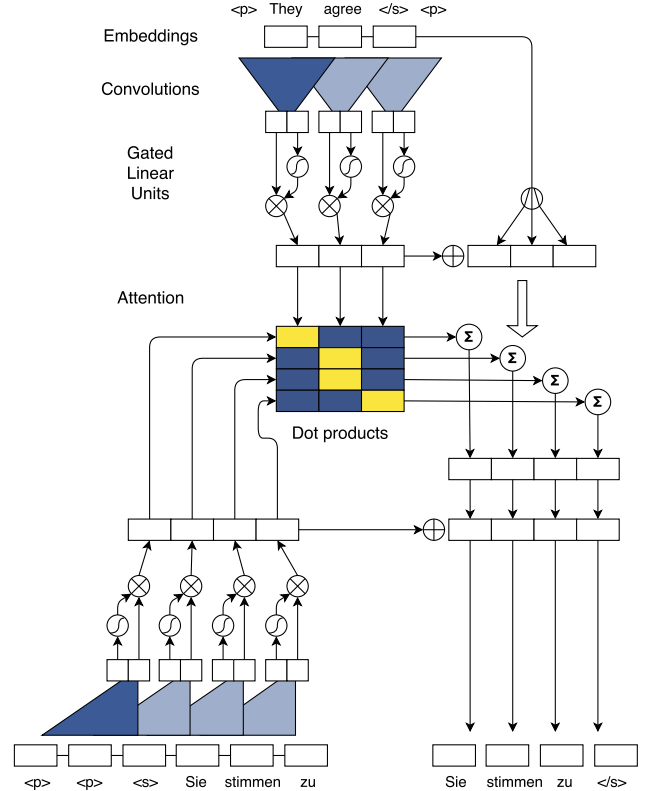 <p> They agree </s> <p>
Embeddings
Convolutions
Gated
Linear
Units
Attention
Σ
Σ
Σ
Σ
Dot products
<p> <p> <s> Sie stimmen zu
Sie stimmen zu </s>